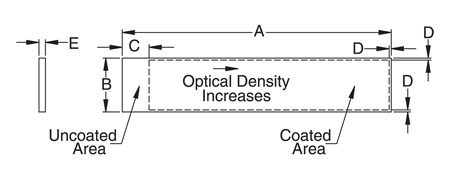 A
D
E
C
D
B
Optical Density
Increases
D
Uncoated
Area
Coated
Area